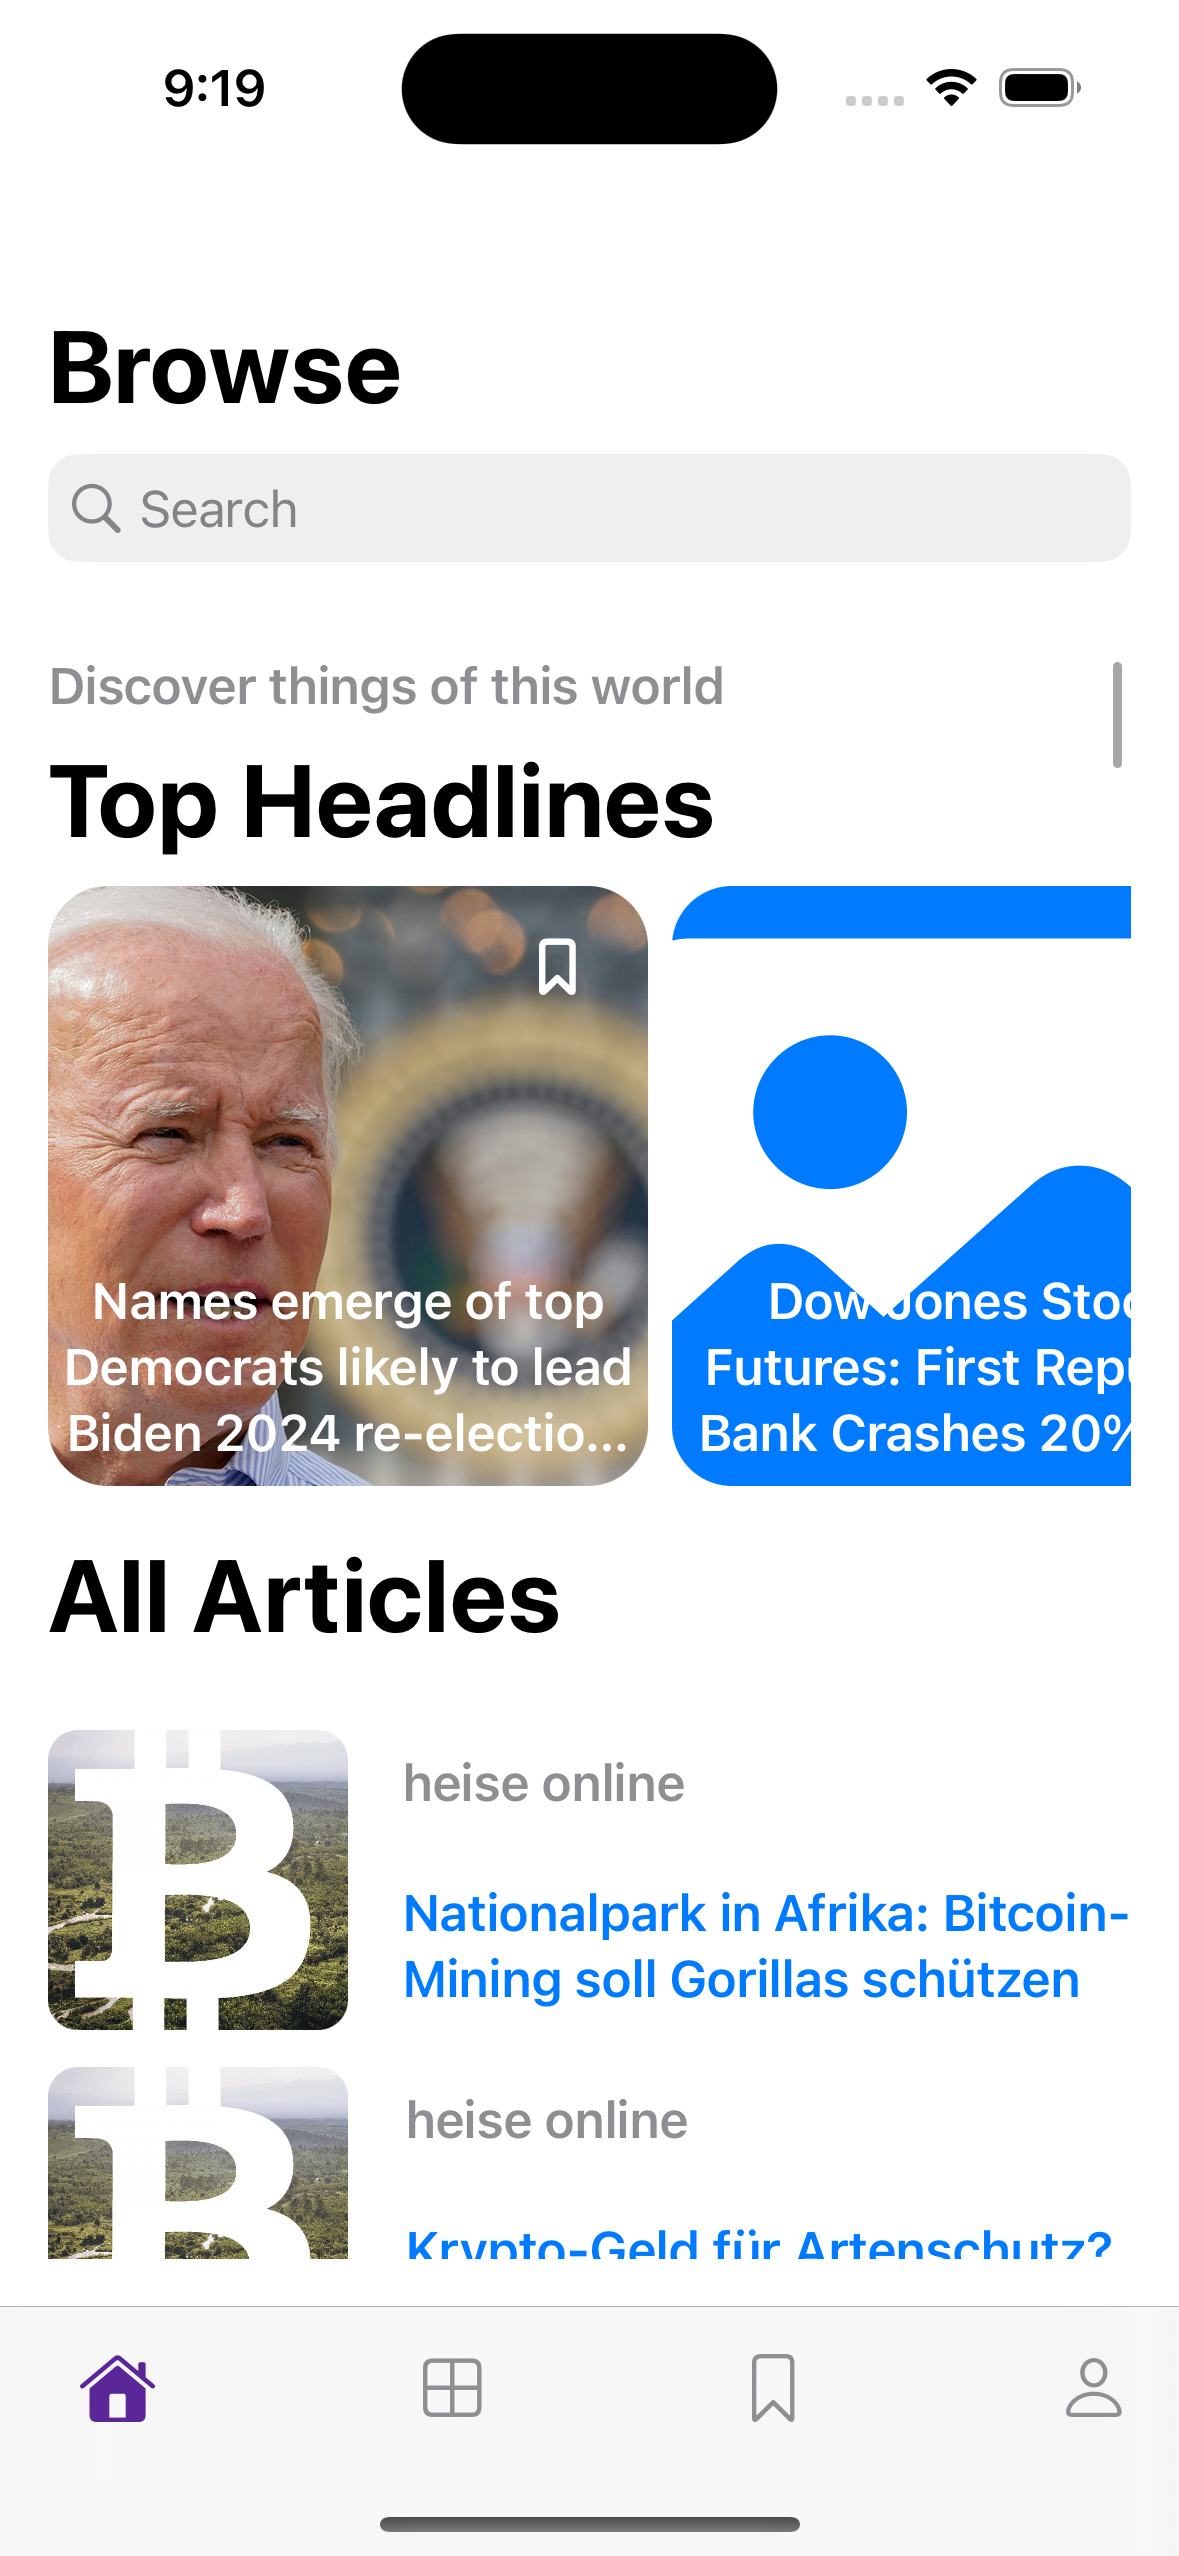 9:19
Browse
Search
Discover things of this world
Top Headlines
Names emerge of top
Democrats likely to lead
Biden 2024 re-electio...
Dow Jones Stoc
Futures: First Repu
Bank Crashes 20%
All Articles
heise online
Nationalpark in Afrika: Bitcoin-
Mining soll Gorillas schützen
heise online
Krypto-Geld für Artenschutz?